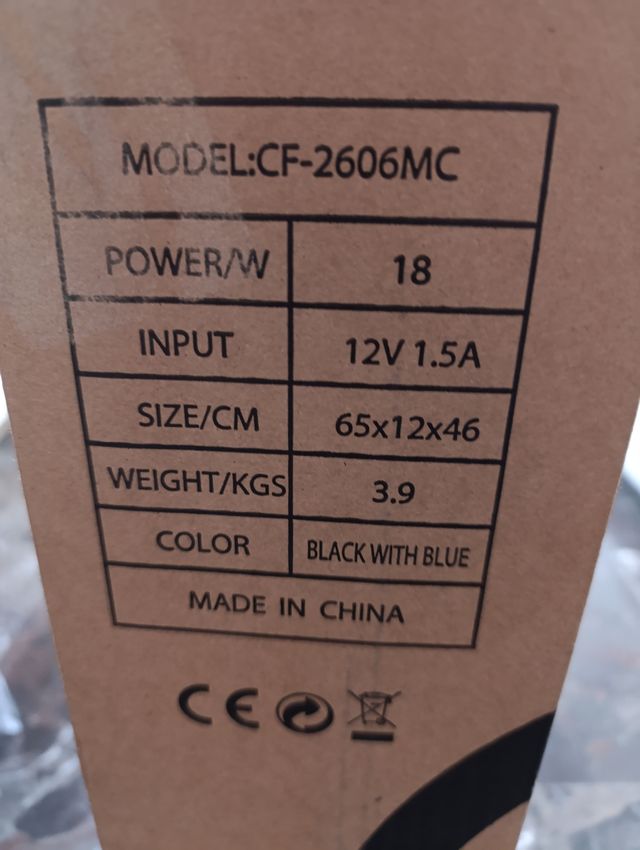 MODEL:CF-2606MC
POWER/W 18
INPUT 12V 1.5A
SIZE/CM 65x12x46
WEIGHT/KGS 3.9
COLOR BLACK WITH BLUE
MADE IN CHINA
CE